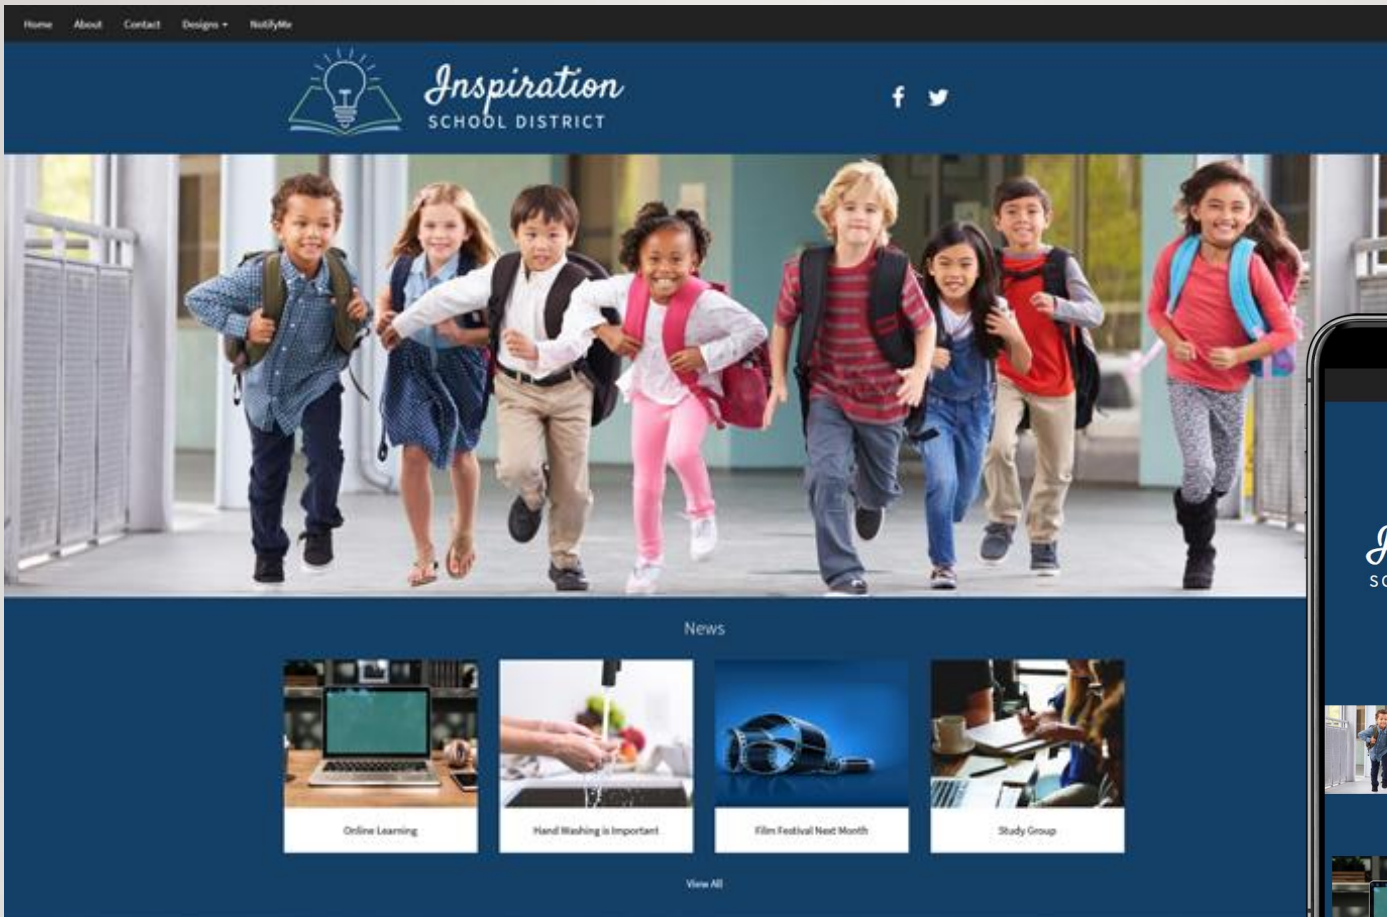 Home About Contact Designs NotifyMe
Inspiration
SCHOOL DISTRICT
News
Online Learning
Hand Washing is Important
Film Festival Next Month
Study Group
View All